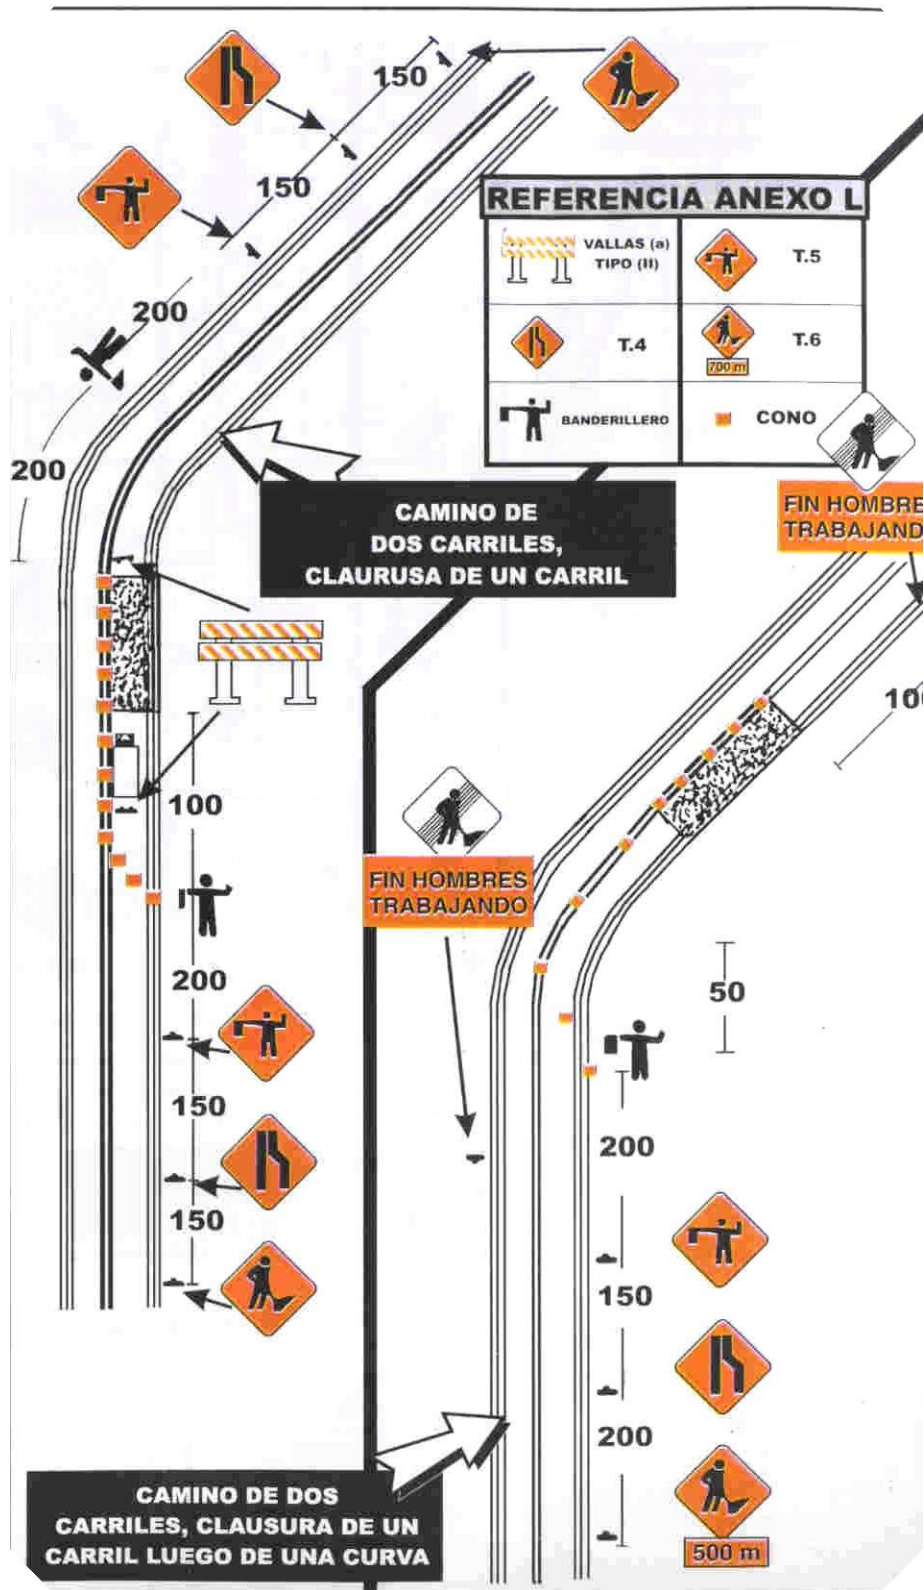 150
150
200
200
REFERENCIA ANEXO L
VALLAS (a)
TIPO (II)
T.5
T.4
T.6
700 m
BANDERILLERO
CONO
CAMINO DE
DOS CARRILES,
CLAURUSA DE UN CARRIL
FIN HOMBRE
TRABAJAND
100
100
FIN HOMBRES
TRABAJANDO
200
50
150
200
150
150
200
500 m
CAMINO DE DOS
CARRILES, CLAUSURA DE UN
CARRIL LUEGO DE UNA CURVA